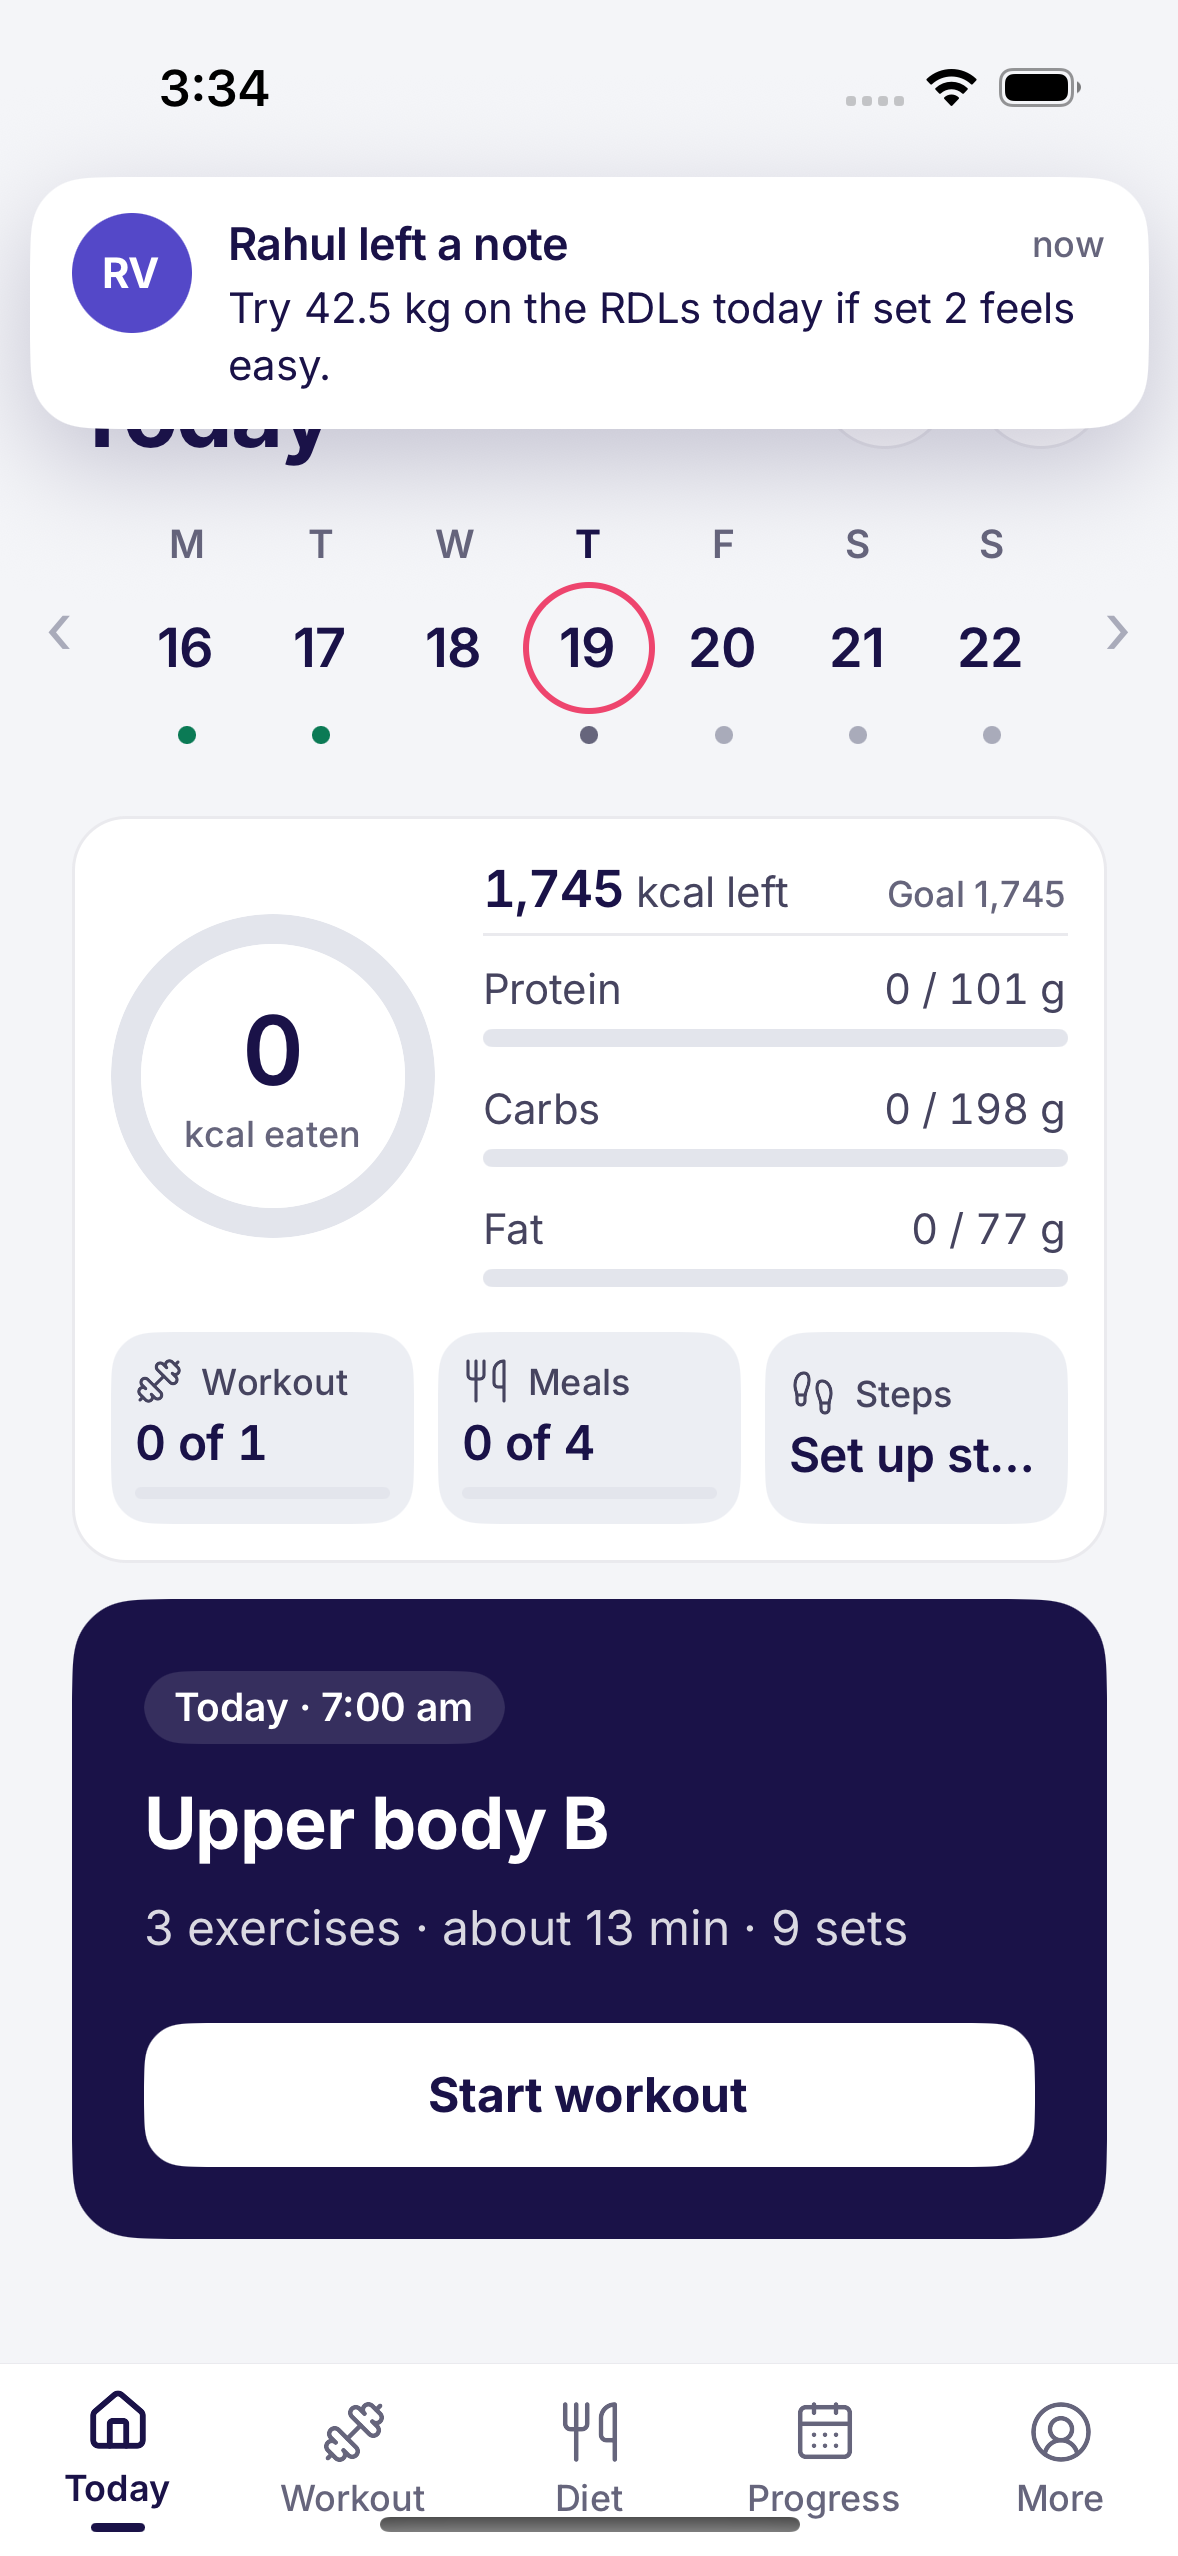 3:34
RV
Rahul left a note
now
Try 42.5 kg on the RDLs today if set 2 feels
easy.
Today
M T W T F S S
16 17 18 19 20 21 22
1,745 kcal left
Goal 1,745
0
kcal eaten
Protein 0 / 101 g
Carbs 0 / 198 g
Fat 0 / 77 g
Workout
0 of 1
Meals
0 of 4
Steps
Set up st...
Today · 7:00 am
Upper body B
3 exercises · about 13 min · 9 sets
Start workout
Today Workout Diet Progress More